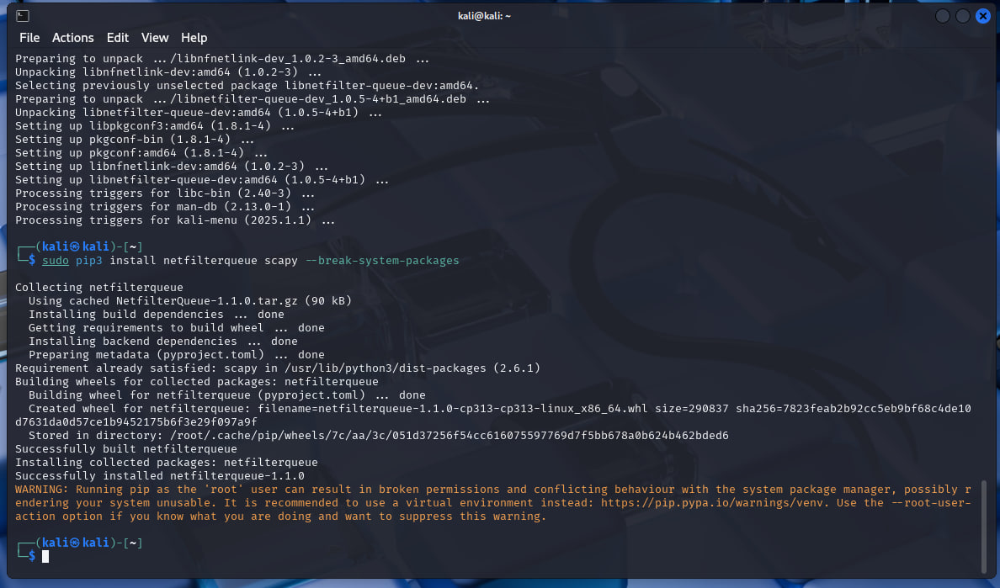 kali@kali: ~
File Actions Edit View Help
Preparing to unpack .../libnfnetlink-dev_1.0.2-3_amd64.deb ...
Unpacking libnfnetlink-dev:amd64 (1.0.2-3) ...
Selecting previously unselected package libnetfilter-queue-dev:amd64.
Preparing to unpack .../libnetfilter-queue-dev_1.0.5-4+b1_amd64.deb ...
Unpacking libnetfilter-queue-dev:amd64 (1.0.5-4+b1) ...
Setting up libpkgconf3:amd64 (1.8.1-4) ...
Setting up pkgconf-bin (1.8.1-4) ...
Setting up pkgconf:amd64 (1.8.1-4) ...
Setting up libnfnetlink-dev:amd64 (1.0.2-3) ...
Setting up libnetfilter-queue-dev:amd64 (1.0.5-4+b1) ...
Processing triggers for libc-bin (2.40-3) ...
Processing triggers for man-db (2.13.0-1) ...
Processing triggers for kali-menu (2025.1.1) ...
┌──(kali㉿kali)-[~]
└─$ sudo pip3 install netfilterqueue scapy --break-system-packages
Collecting netfilterqueue
  Using cached NetfilterQueue-1.1.0.tar.gz (90 kB)
  Installing build dependencies ... done
  Getting requirements to build wheel ... done
  Installing backend dependencies ... done
  Preparing metadata (pyproject.toml) ... done
Requirement already satisfied: scapy in /usr/lib/python3/dist-packages (2.6.1)
Building wheels for collected packages: netfilterqueue
  Building wheel for netfilterqueue (pyproject.toml) ... done
  Created wheel for netfilterqueue: filename=netfilterqueue-1.1.0-cp313-cp313-linux_x86_64.whl size=290837 sha256=7823feab2b92cc5eb9bf68c4de10
d7631da0d57ce1b9452175b6f3e29f097a9f
  Stored in directory: /root/.cache/pip/wheels/7c/aa/3c/051d37256f54cc616075597769d7f5bb678a0b624b462bded6
Successfully built netfilterqueue
Installing collected packages: netfilterqueue
Successfully installed netfilterqueue-1.1.0
WARNING: Running pip as the 'root' user can result in broken permissions and conflicting behaviour with the system package manager, possibly r
endering your system unusable. It is recommended to use a virtual environment instead: https://pip.pypa.io/warnings/venv. Use the --root-user-
action option if you know what you are doing and want to suppress this warning.
┌──(kali㉿kali)-[~]
└─$